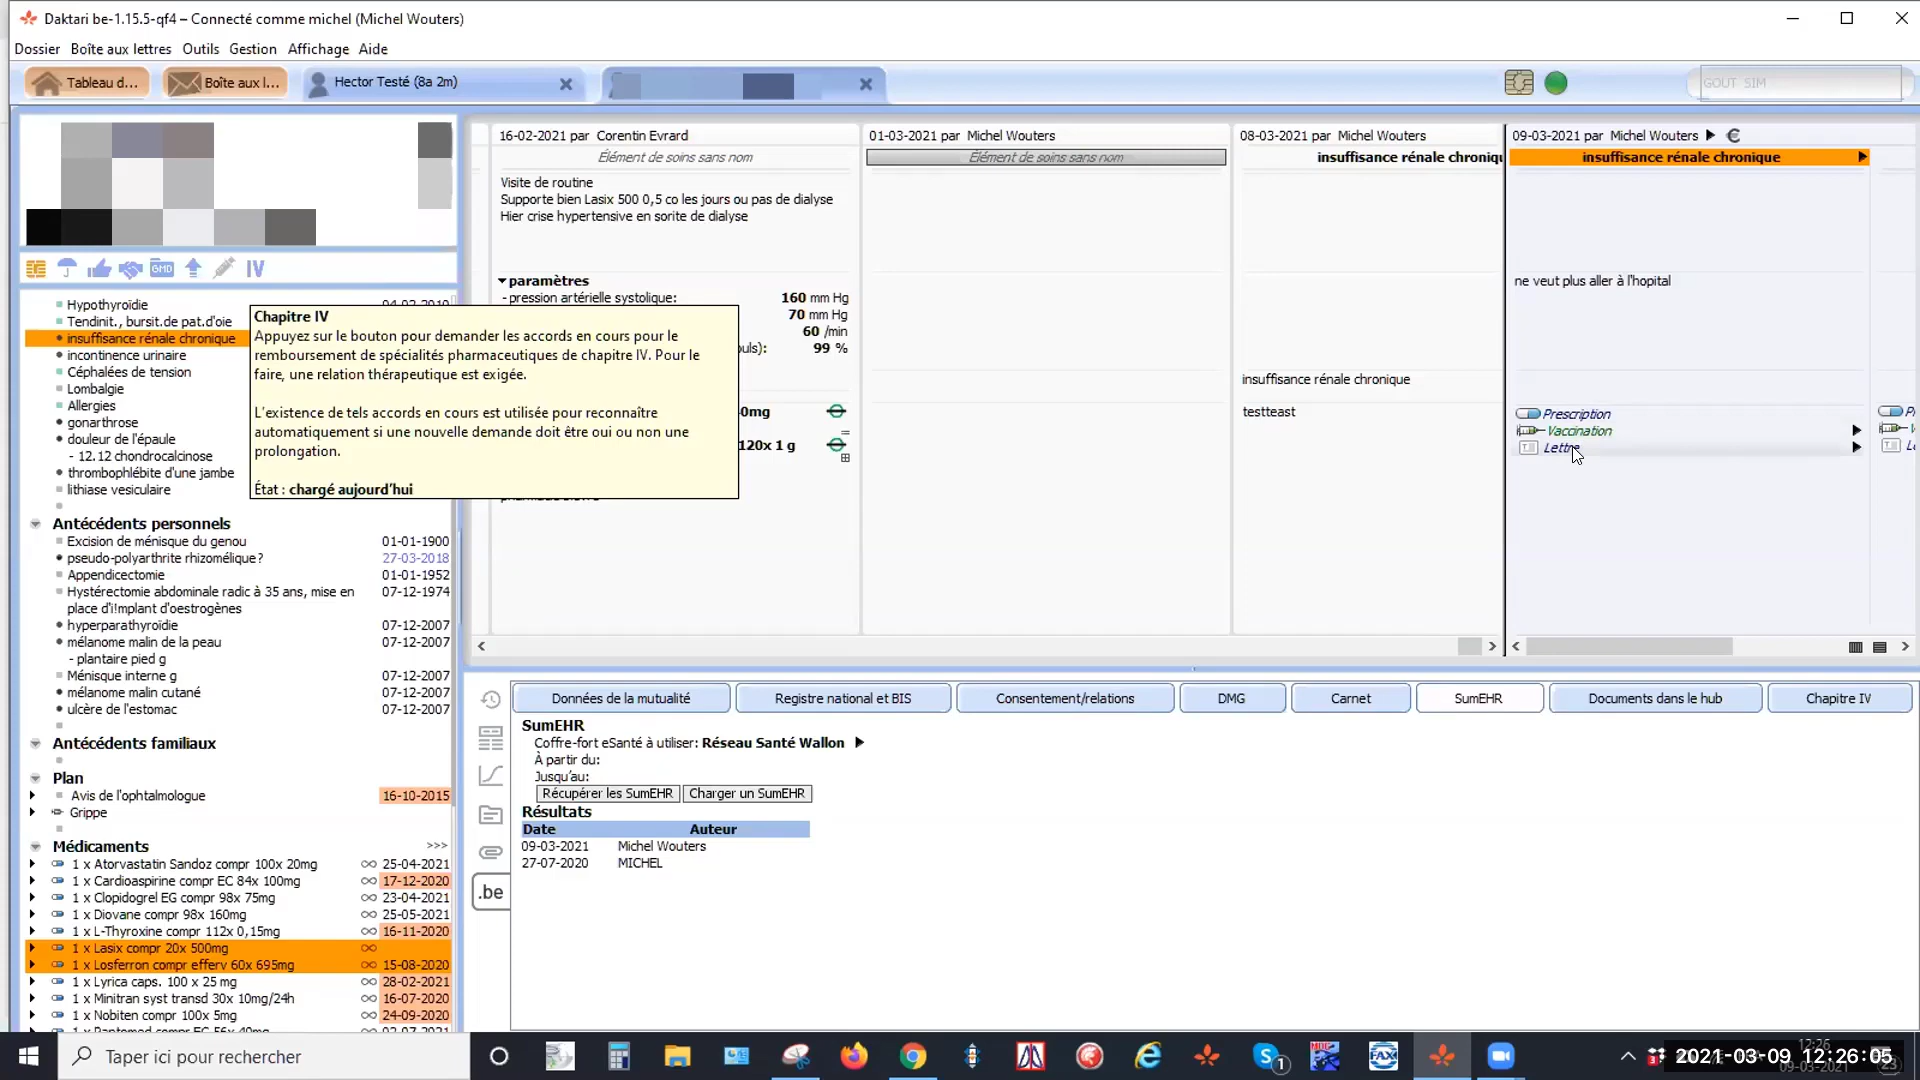 Daktari be-1.15.5-qf4 – Connecté comme michel (Michel Wouters)
Dossier Boîte aux lettres Outils Gestion Affichage Aide
Tableau d... Boîte aux l... Hector Testé (8a 2m)
GOUT SIM
16-02-2021 par Corentin Evrard
Élément de soins sans nom
Visite de routine
Supporte bien Lasix 500 0,5 co les jours ou pas de dialyse
Hier crise hypertensive en sorite de dialyse
paramètres
- pression artérielle systolique: 160 mm Hg
70 mm Hg
60 /min
99 %
0mg
120x 1 g
01-03-2021 par Michel Wouters
Élément de soins sans nom
08-03-2021 par Michel Wouters
insuffisance rénale chroniqu
insuffisance rénale chronique
testteast
09-03-2021 par Michel Wouters €
insuffisance rénale chronique
ne veut plus aller à l'hopital
Prescription
Vaccination
Lettre
GMD IV
Hypothyroïdie
Tendinit., bursit.de pat.d'oie
insuffisance rénale chronique
incontinence urinaire
Céphalées de tension
Lombalgie
Allergies
gonarthrose
douleur de l'épaule
- 12.12 chondrocalcinose
thrombophlébite d'une jambe
lithiase vesiculaire
Chapitre IV
Appuyez sur le bouton pour demander les accords en cours pour le
remboursement de spécialités pharmaceutiques de chapitre IV. Pour le
faire, une relation thérapeutique est exigée.
L'existence de tels accords en cours est utilisée pour reconnaître
automatiquement si une nouvelle demande doit être oui ou non une
prolongation.
État : chargé aujourd'hui
Antécédents personnels
Excision de ménisque du genou 01-01-1900
pseudo-polyarthrite rhizomélique? 27-03-2018
Appendicectomie 01-01-1952
Hystérectomie abdominale radic à 35 ans, mise en 07-12-1974
place d'i!mplant d'oestrogènes
hyperparathyroïdie 07-12-2007
mélanome malin de la peau 07-12-2007
- plantaire pied g
Ménisque interne g 07-12-2007
mélanome malin cutané 07-12-2007
ulcère de l'estomac 07-12-2007
Antécédents familiaux
Plan
Avis de l'ophtalmologue 16-10-2015
Grippe
Médicaments >>>
1 x Atorvastatin Sandoz compr 100x 20mg ∞ 25-04-2021
1 x Cardioaspirine compr EC 84x 100mg ∞ 17-12-2020
1 x Clopidogrel EG compr 98x 75mg ∞ 23-04-2021
1 x Diovane compr 98x 160mg ∞ 25-05-2021
1 x L-Thyroxine compr 112x 0,15mg ∞ 16-11-2020
1 x Lasix compr 20x 500mg ∞
1 x Losferron compr efferv 60x 695mg ∞ 15-08-2020
1 x Lyrica caps. 100 x 25 mg ∞ 28-02-2021
1 x Minitran syst transd 30x 10mg/24h ∞ 16-07-2020
1 x Nobiten compr 100x 5mg ∞ 24-09-2020
Données de la mutualité Registre national et BIS Consentement/relations DMG Carnet SumEHR Documents dans le hub Chapitre IV
SumEHR
Coffre-fort eSanté à utiliser: Réseau Santé Wallon
À partir du:
Jusqu'au:
Récupérer les SumEHR Charger un SumEHR
Résultats
Date Auteur
09-03-2021 Michel Wouters
27-07-2020 MICHEL
.be
Taper ici pour rechercher
2021-03-09 12:26:05